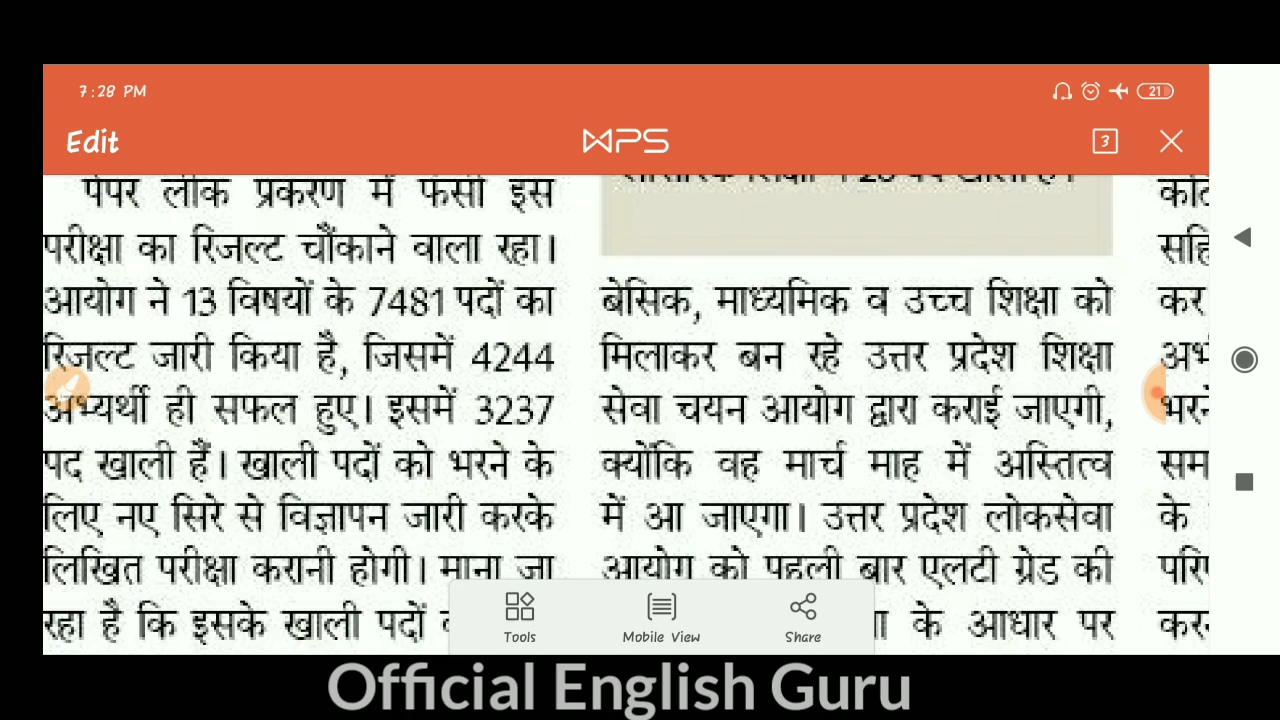 7:28 PM
21
Edit
WPS
3
पेपर लीक प्रकरण में फंसी इस
परीक्षा का रिजल्ट चौंकाने वाला रहा।
आयोग ने 13 विषयों के 7481 पदों का
रिजल्ट जारी किया है, जिसमें 4244
अभ्यर्थी ही सफल हुए। इसमें 3237
पद खाली हैं। खाली पदों को भरने के
लिए नए सिरे से विज्ञापन जारी करके
लिखित परीक्षा करानी होगी। माना जा
रहा है कि इसके खाली पदों
बेसिक, माध्यमिक व उच्च शिक्षा को
मिलाकर बन रहे उत्तर प्रदेश शिक्षा
सेवा चयन आयोग द्वारा कराई जाएगी,
क्योंकि वह मार्च माह में अस्तित्व
में आ जाएगा। उत्तर प्रदेश लोकसेवा
आयोग को पहली बार एलटी ग्रेड की
के आधार पर
कर
के
Tools
Mobile View
Share
Official English Guru